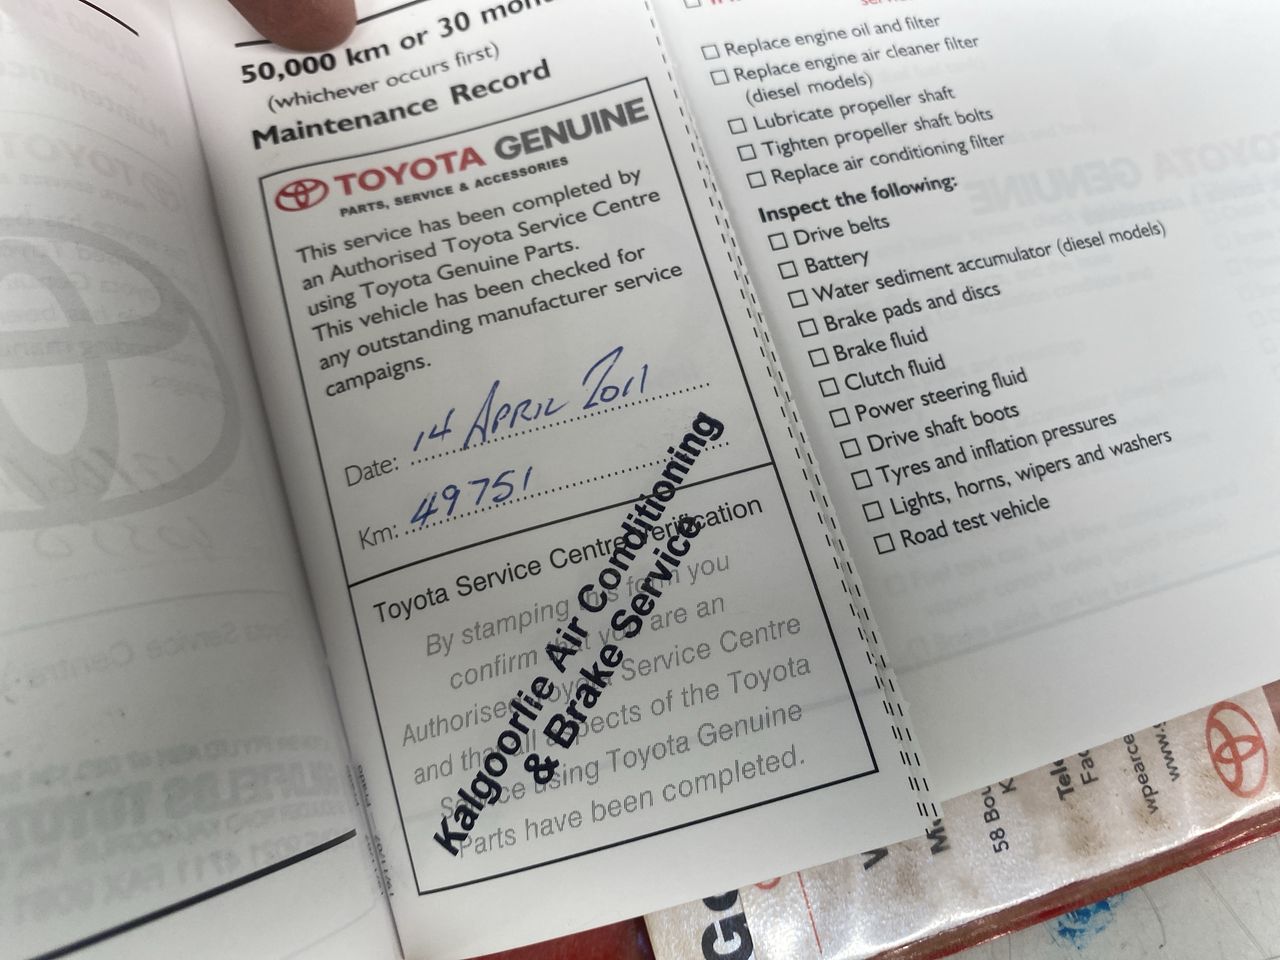 50,000 km or 30
(whichever occurs first)
Maintenance Record
TOYOTA GENUINE
PARTS, SERVICE & ACCESSORIES
This service has been completed by
an Authorised Toyota Service Centre
using Toyota Genuine Parts.
This vehicle has been checked for
any outstanding manufacturer service
campaigns.
Date: 14 APRIL 2011
Km: 49751
Toyota Service Centre Verification
By stamping this form you
confirm that you are an
Authorised Toyota Service Centre
and that all aspects of the Toyota
Service using Toyota Genuine
Parts have been completed.
Kalgoorlie Air Conditioning
& Brake Service
☐ Replace engine oil and filter
☐ Replace engine air cleaner filter
(diesel models)
☐ Lubricate propeller shaft
☐ Tighten propeller shaft bolts
☐ Replace air conditioning filter
Inspect the following:
☐ Drive belts
☐ Battery
☐ Water sediment accumulator (diesel models)
☐ Brake pads and discs
☐ Brake fluid
☐ Clutch fluid
☐ Power steering fluid
☐ Drive shaft boots
☐ Tyres and inflation pressures
☐ Lights, horns, wipers and washers
☐ Road test vehicle
58 Bou
Tele
Fa
wpearce
www.